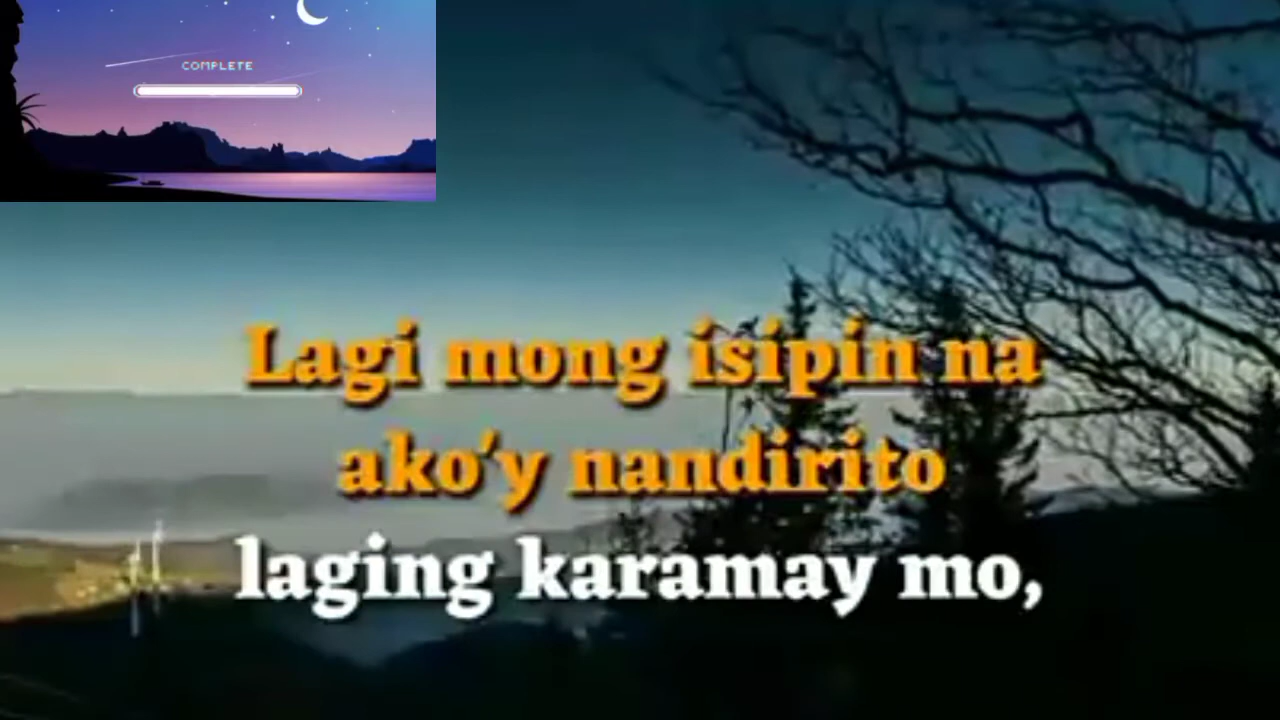 COMPLETE
Lagi mong isipin na
ako'y nandirito
laging karamay mo,